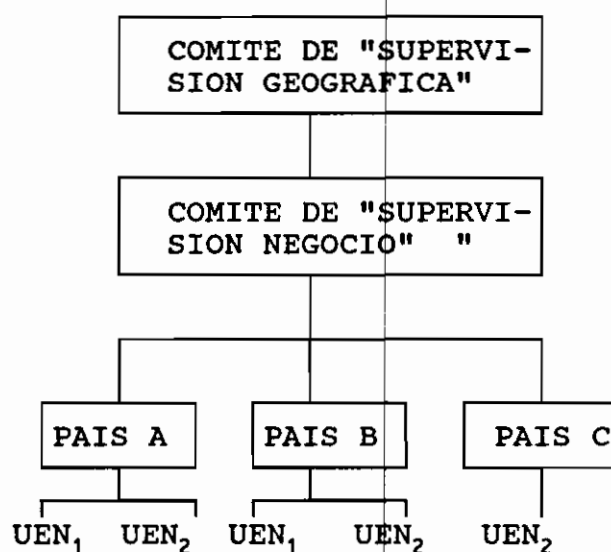 COMITE DE "SUPERVI-
SION GEOGRAFICA"
COMITE DE "SUPERVI-
SION NEGOCIO" "
PAIS A PAIS B PAIS C
UEN₁ UEN₂ UEN₁ UEN₂ UEN₂